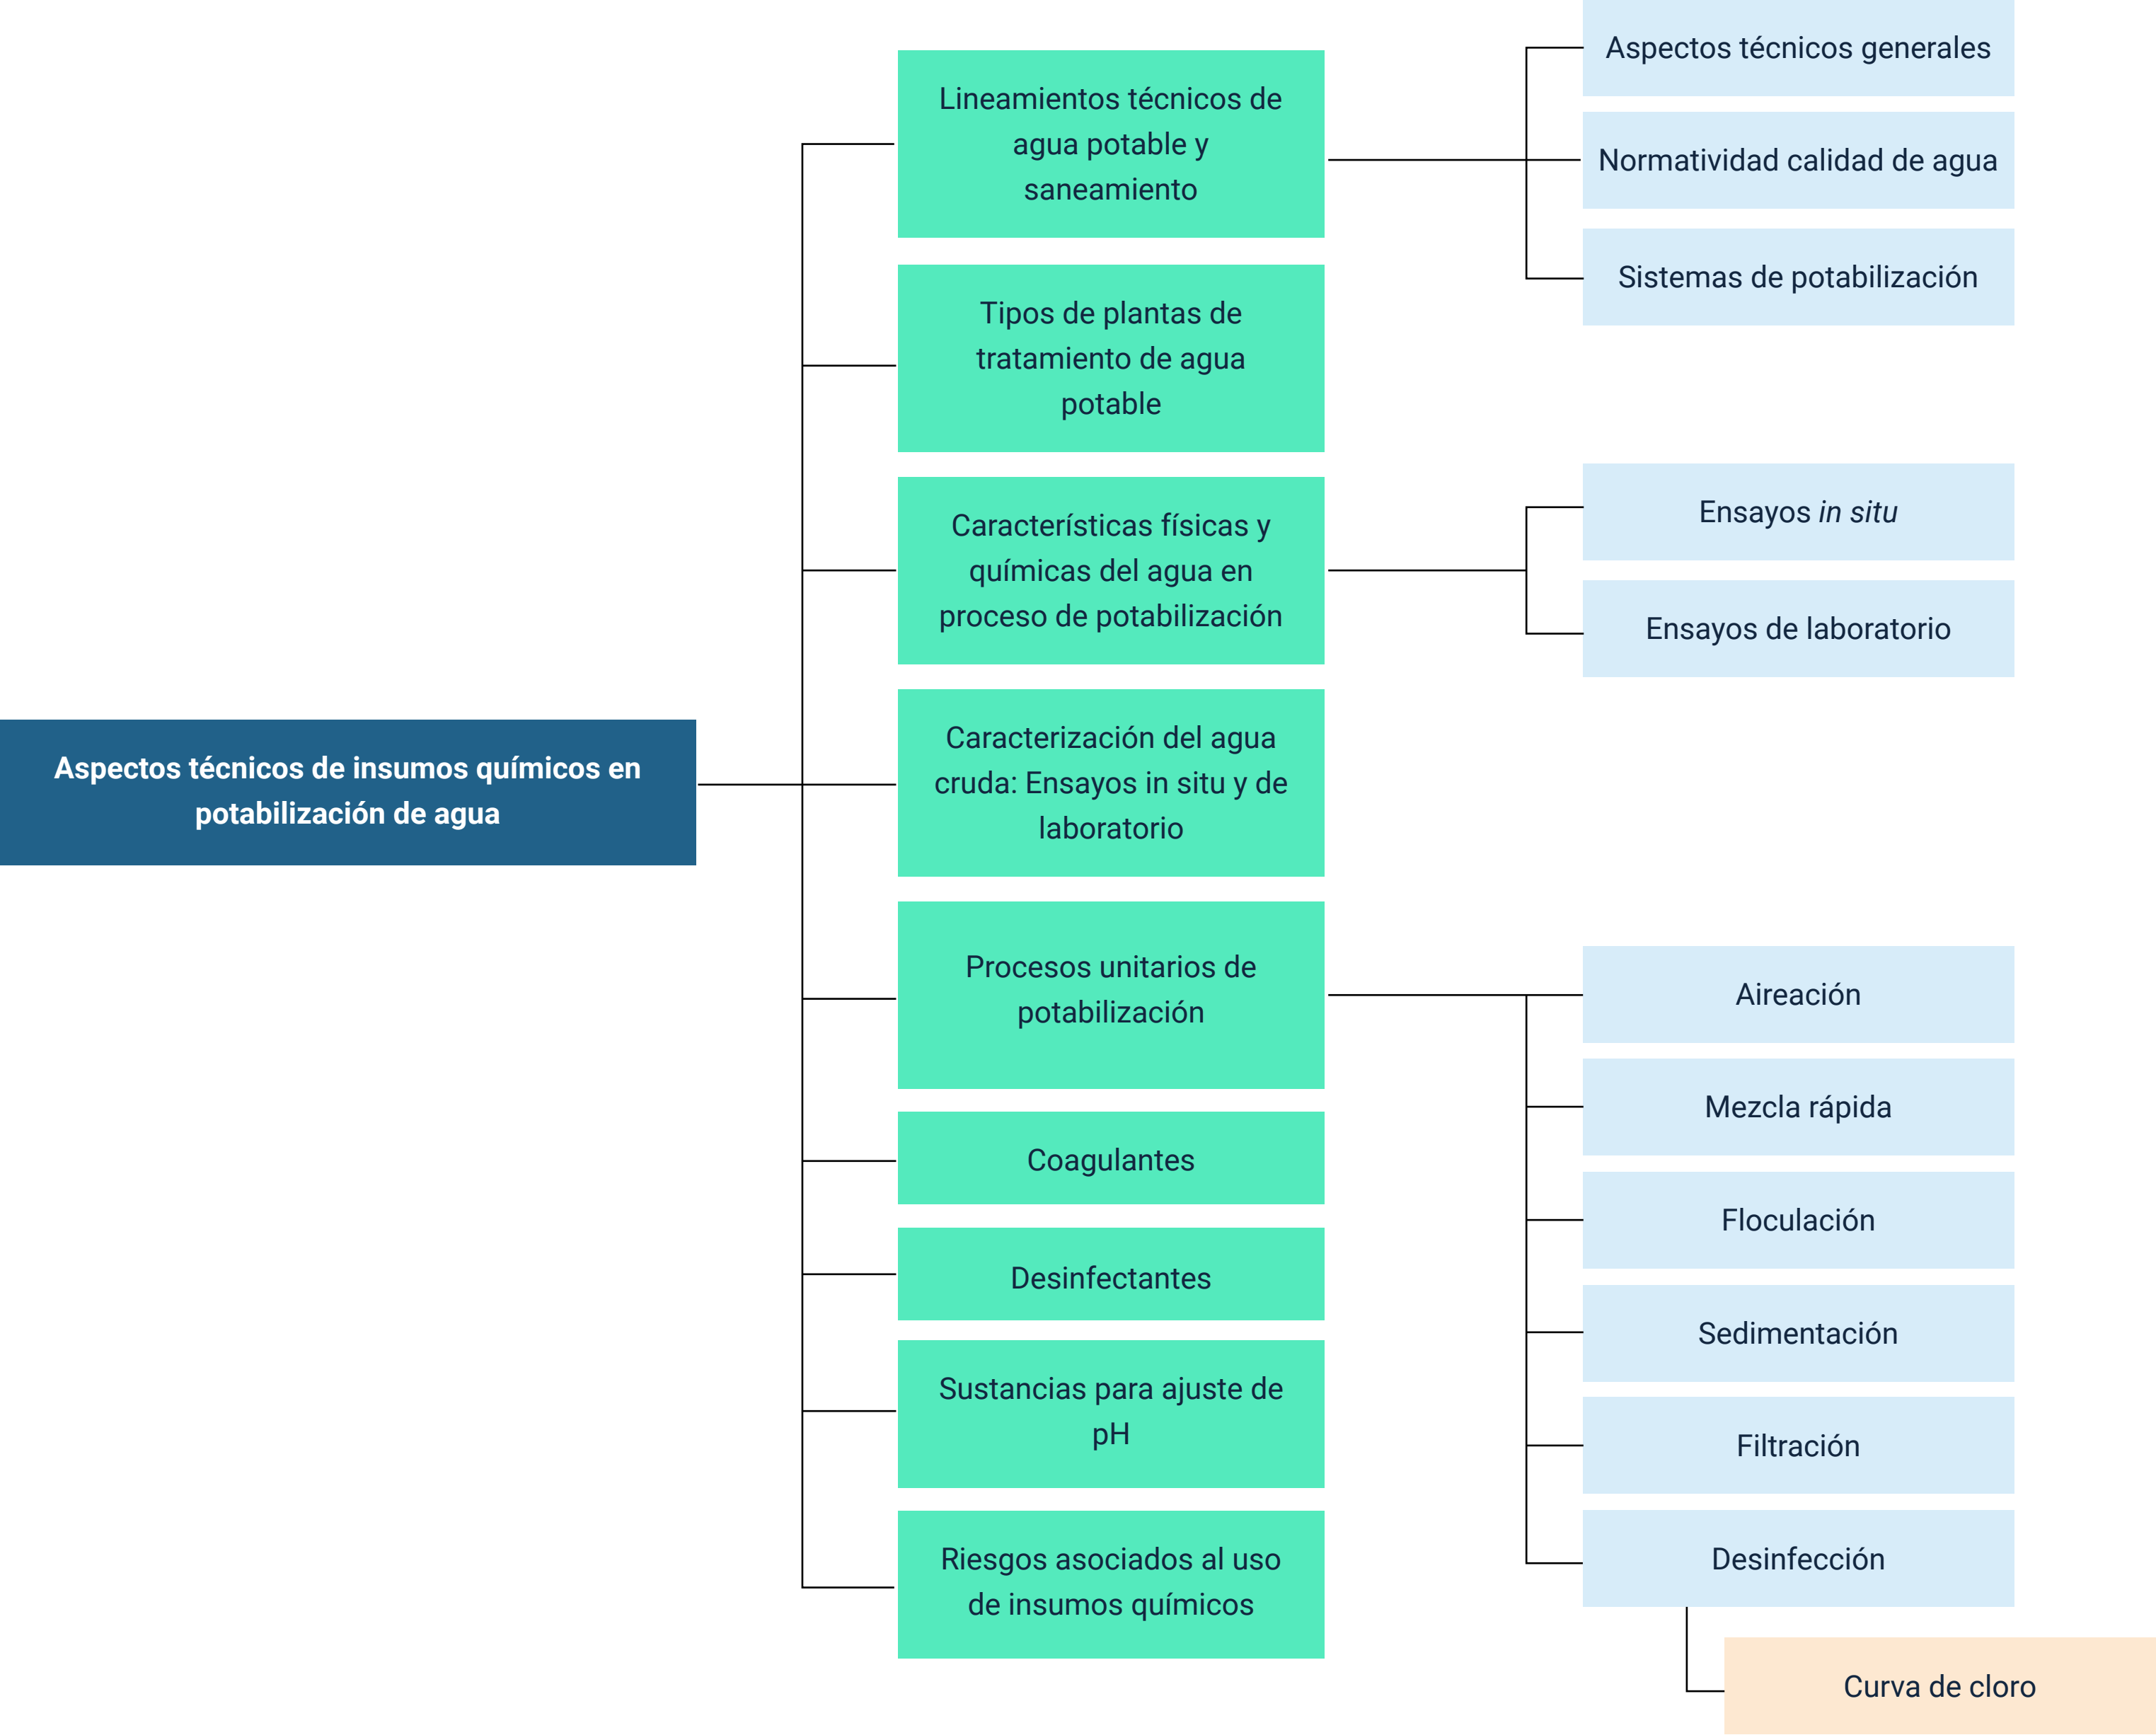 Aspectos técnicos de insumos químicos en
potabilización de agua
Lineamientos técnicos de
agua potable y
saneamiento
Aspectos técnicos generales
Normatividad calidad de agua
Sistemas de potabilización
Tipos de plantas de
tratamiento de agua
potable
Características físicas y
químicas del agua en
proceso de potabilización
Ensayos in situ
Ensayos de laboratorio
Caracterización del agua
cruda: Ensayos in situ y de
laboratorio
Procesos unitarios de
potabilización
Aireación
Mezcla rápida
Floculación
Sedimentación
Filtración
Desinfección
Curva de cloro
Coagulantes
Desinfectantes
Sustancias para ajuste de
pH
Riesgos asociados al uso
de insumos químicos